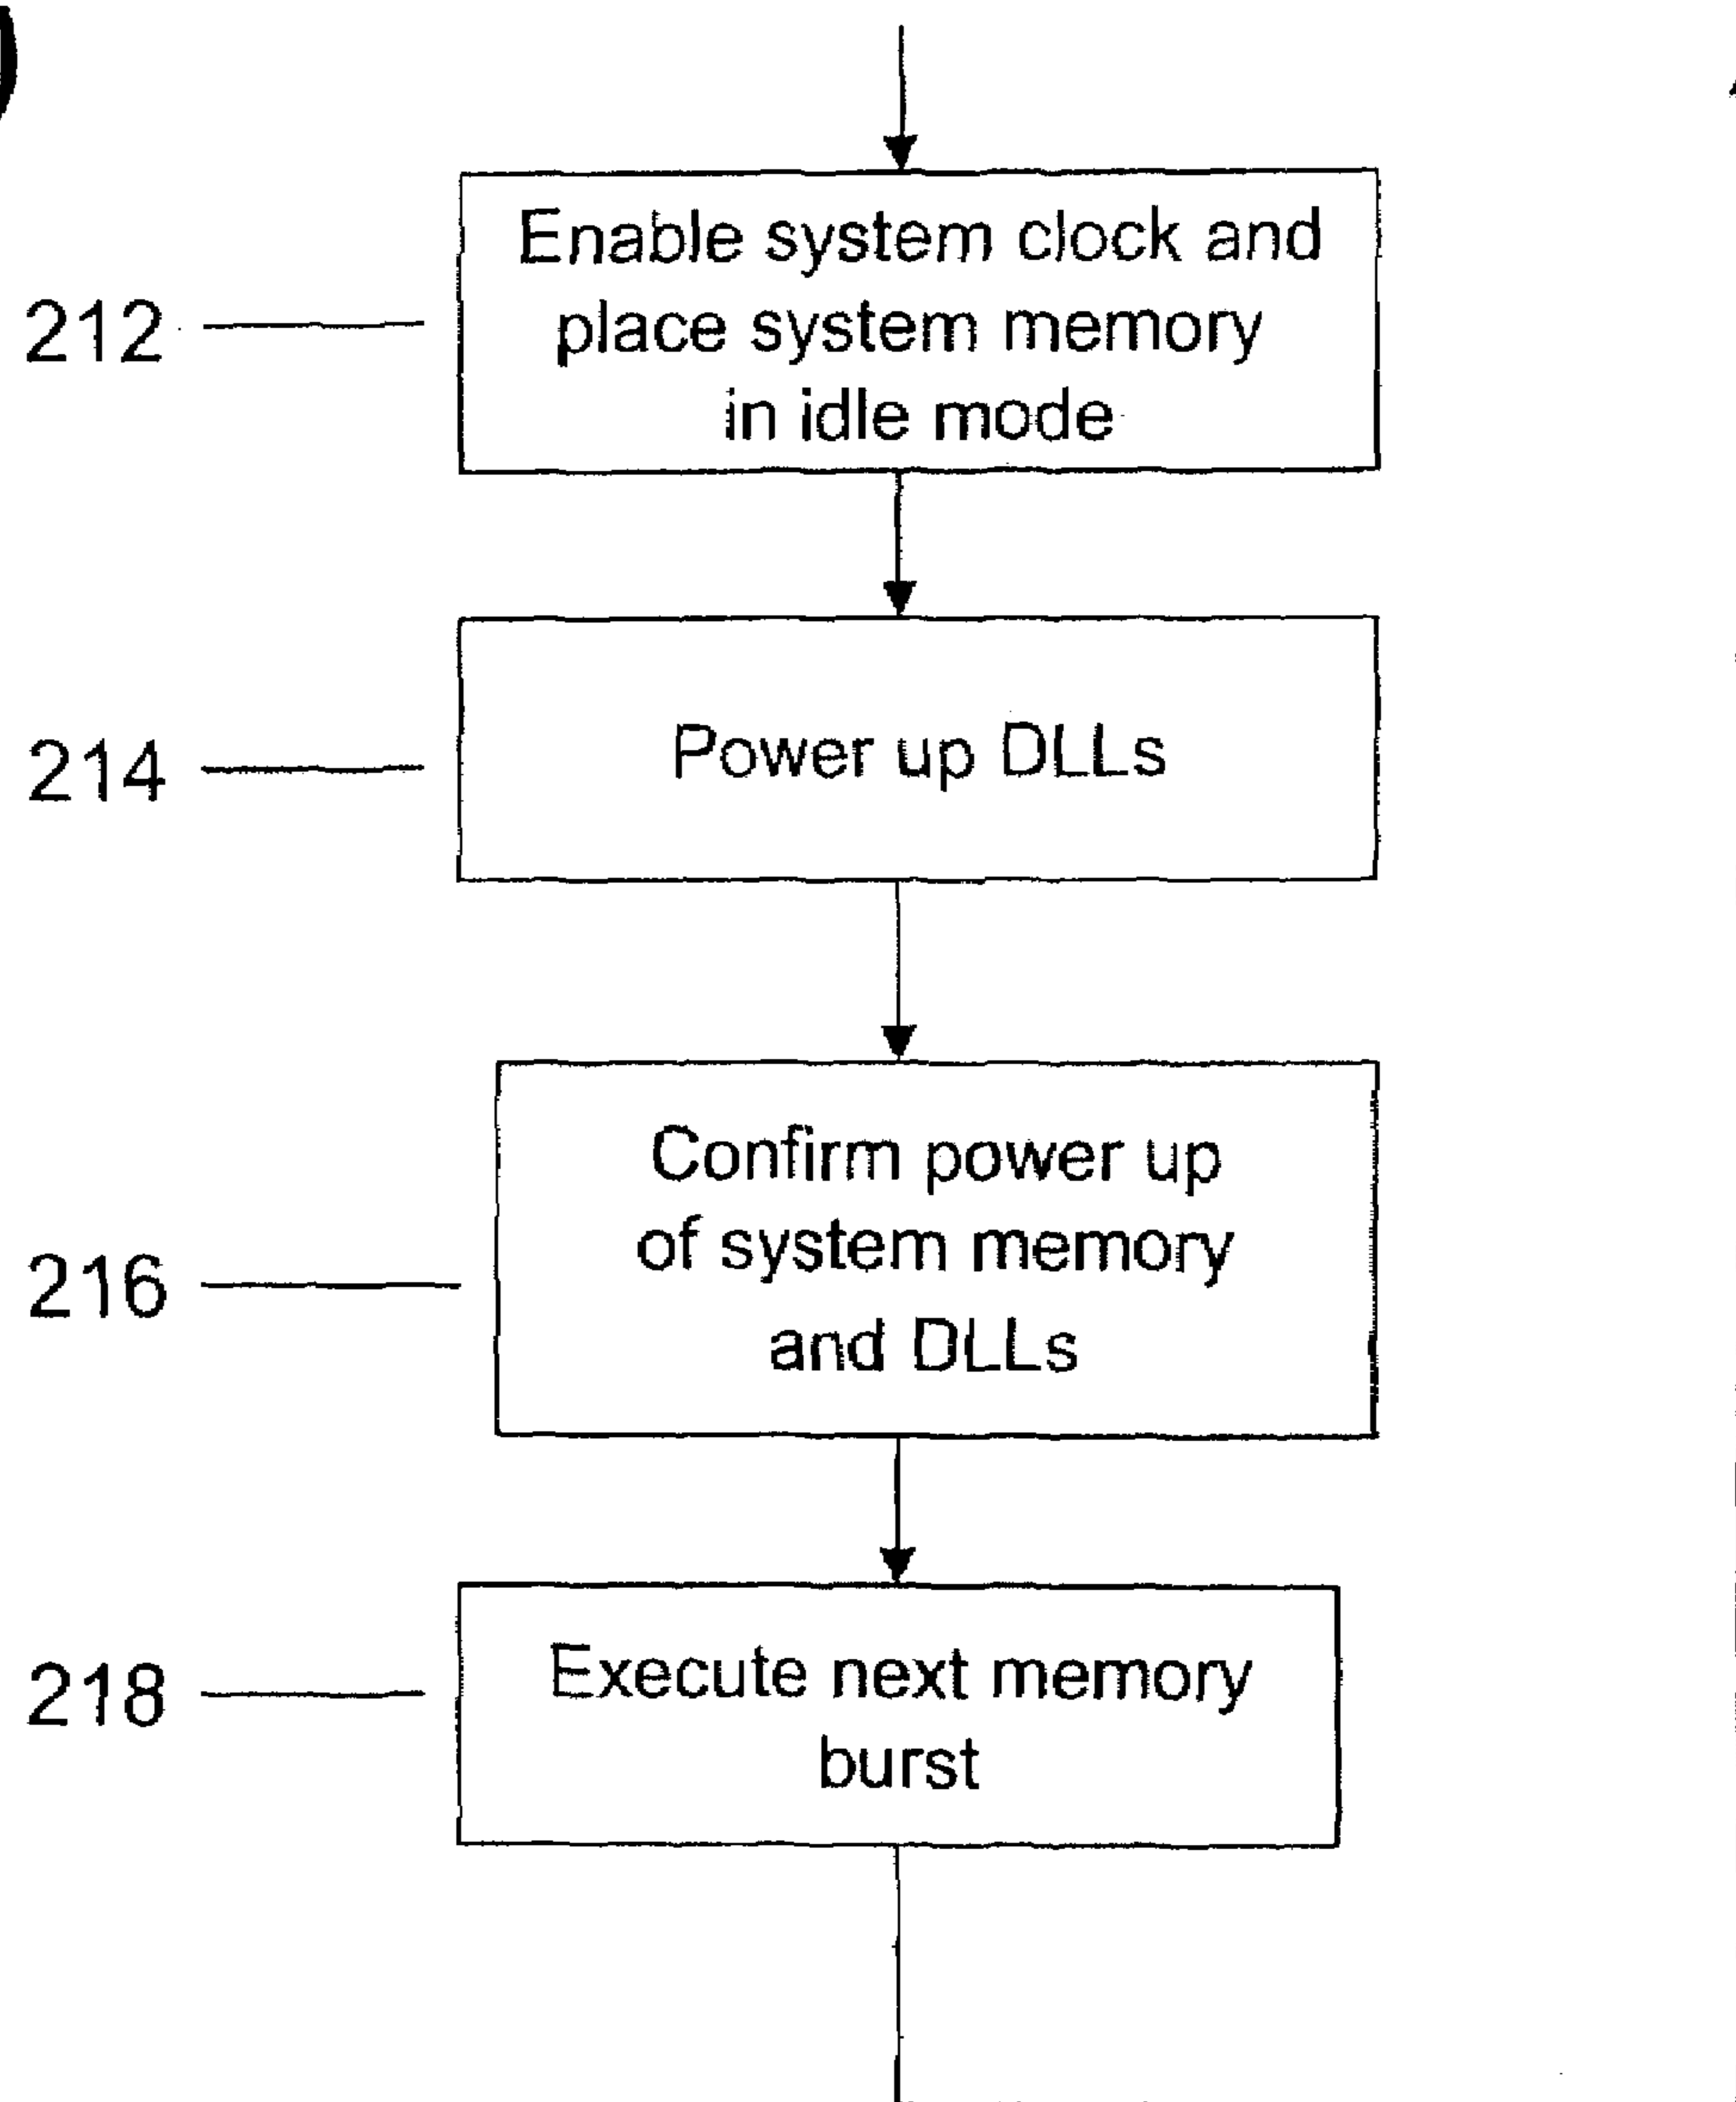 Enable system clock and
place system memory
in idle mode
212
Power up DLLs
214
Confirm power up
of system memory
and DLLs
216
Execute next memory
burst
218